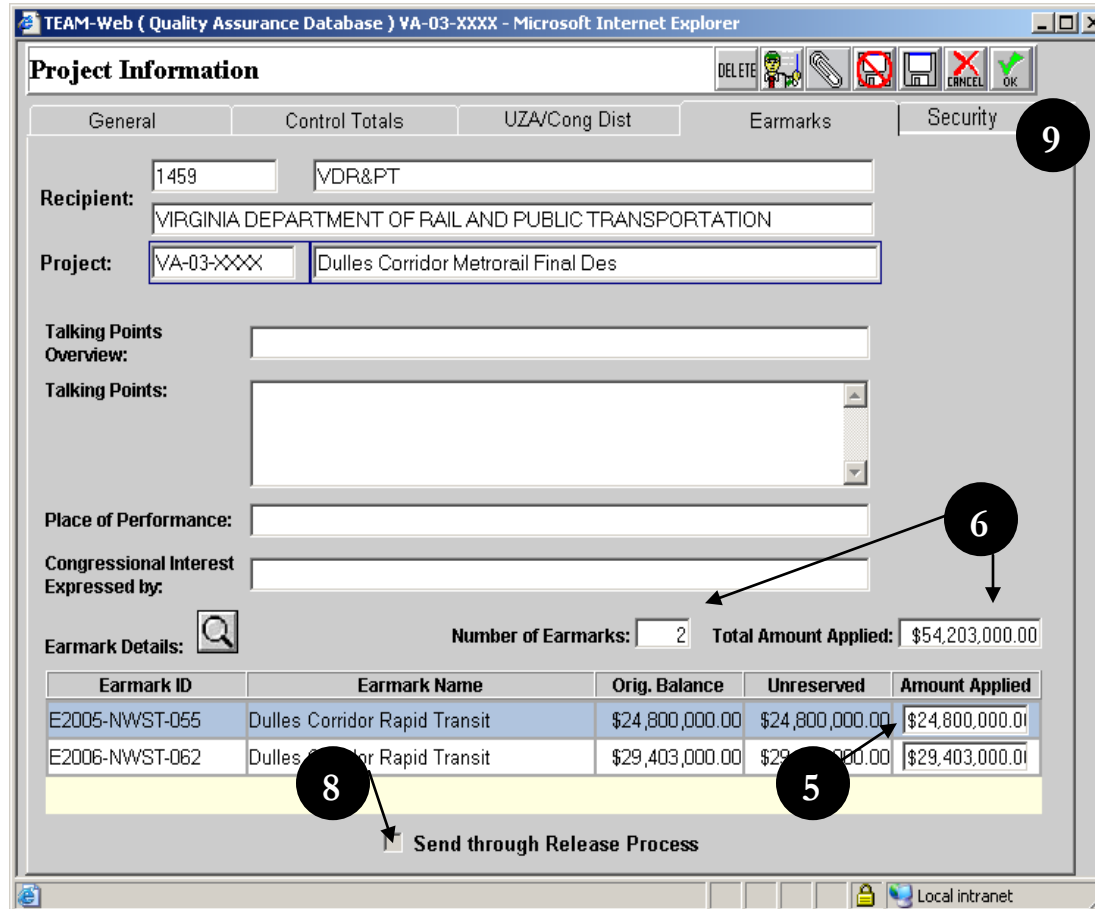 TEAM-Web ( Quality Assurance Database ) VA-03-XXXX - Microsoft Internet Explorer
Project Information
DELETE
CANCEL
OK
General
Control Totals
UZA/Cong Dist
Earmarks
Security
9
Recipient:
1459
VDR&PT
VIRGINIA DEPARTMENT OF RAIL AND PUBLIC TRANSPORTATION
Project:
VA-03-XXXX
Dulles Corridor Metrorail Final Des
Talking Points
Overview:
Talking Points:
Place of Performance:
6
Congressional Interest
Expressed by:
Earmark Details:
Number of Earmarks: 2
Total Amount Applied: $54,203,000.00
Earmark ID Earmark Name Orig. Balance Unreserved Amount Applied
E2005-NWST-055 Dulles Corridor Rapid Transit $24,800,000.00 $24,800,000.00 $24,800,000.0
E2006-NWST-062 Dulles Rapid Transit $29,403,000.00 $29,403,000.0
8
5
Send through Release Process
Local intranet